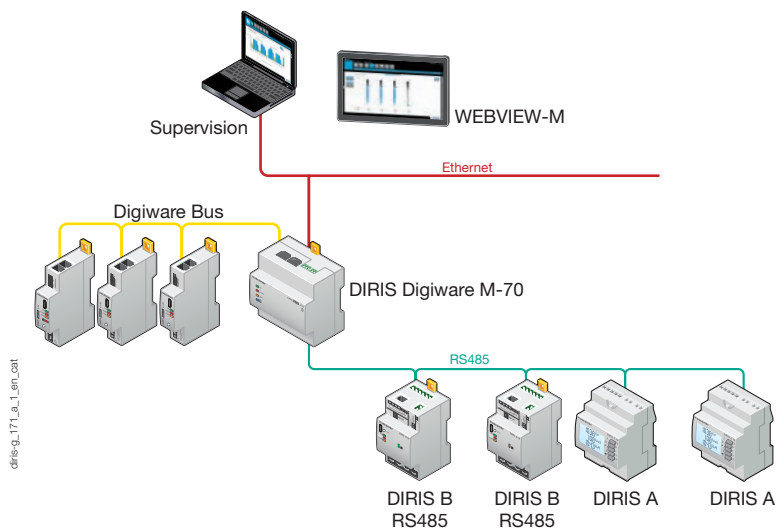 Supervision
WEBVIEW-M
Ethernet
Digiware Bus
DIRIS Digiware M-70
RS485
diris-g_171_a_1_en_cat
DIRIS B
RS485
DIRIS B
RS485
DIRIS A
DIRIS A